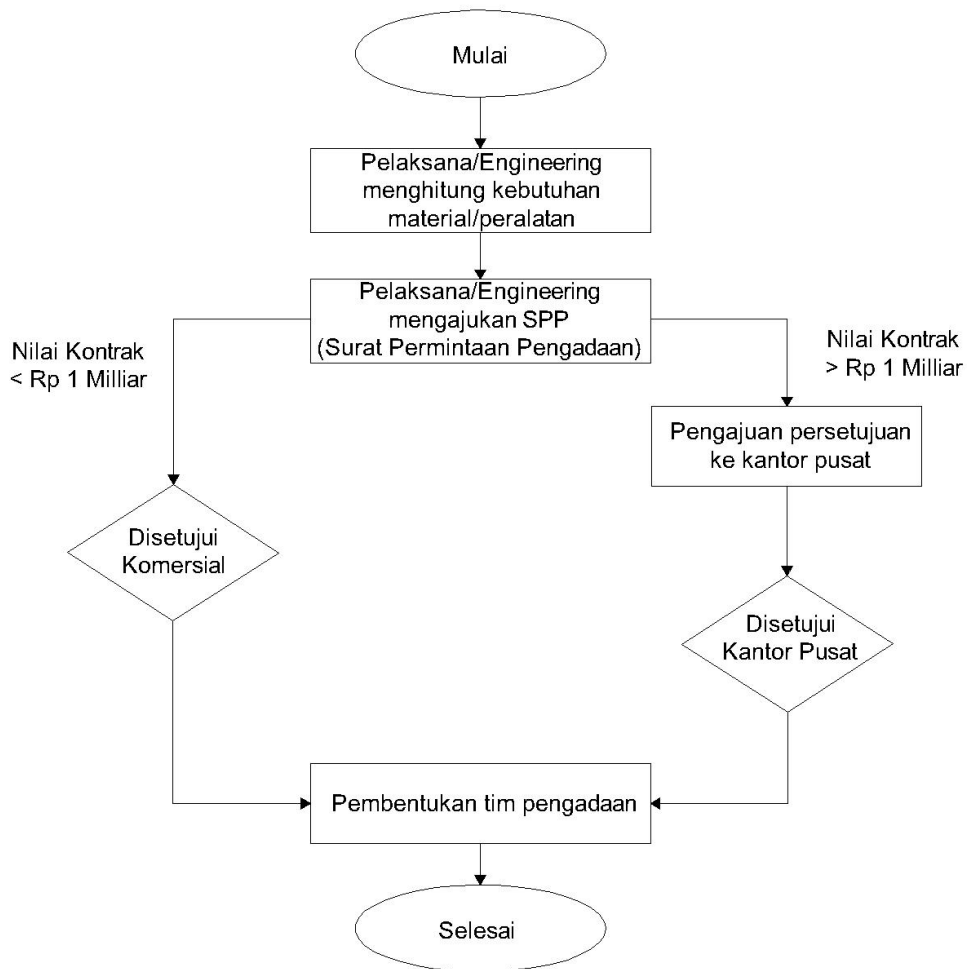 Mulai
Pelaksana/Engineering
menghitung kebutuhan
material/peralatan
Pelaksana/Engineering
mengajukan SPP
(Surat Permintaan Pengadaan)
Nilai Kontrak
< Rp 1 Milliar
Nilai Kontrak
> Rp 1 Milliar
Pengajuan persetujuan
ke kantor pusat
Disetujui
Komersial
Disetujui
Kantor Pusat
Pembentukan tim pengadaan
Selesai